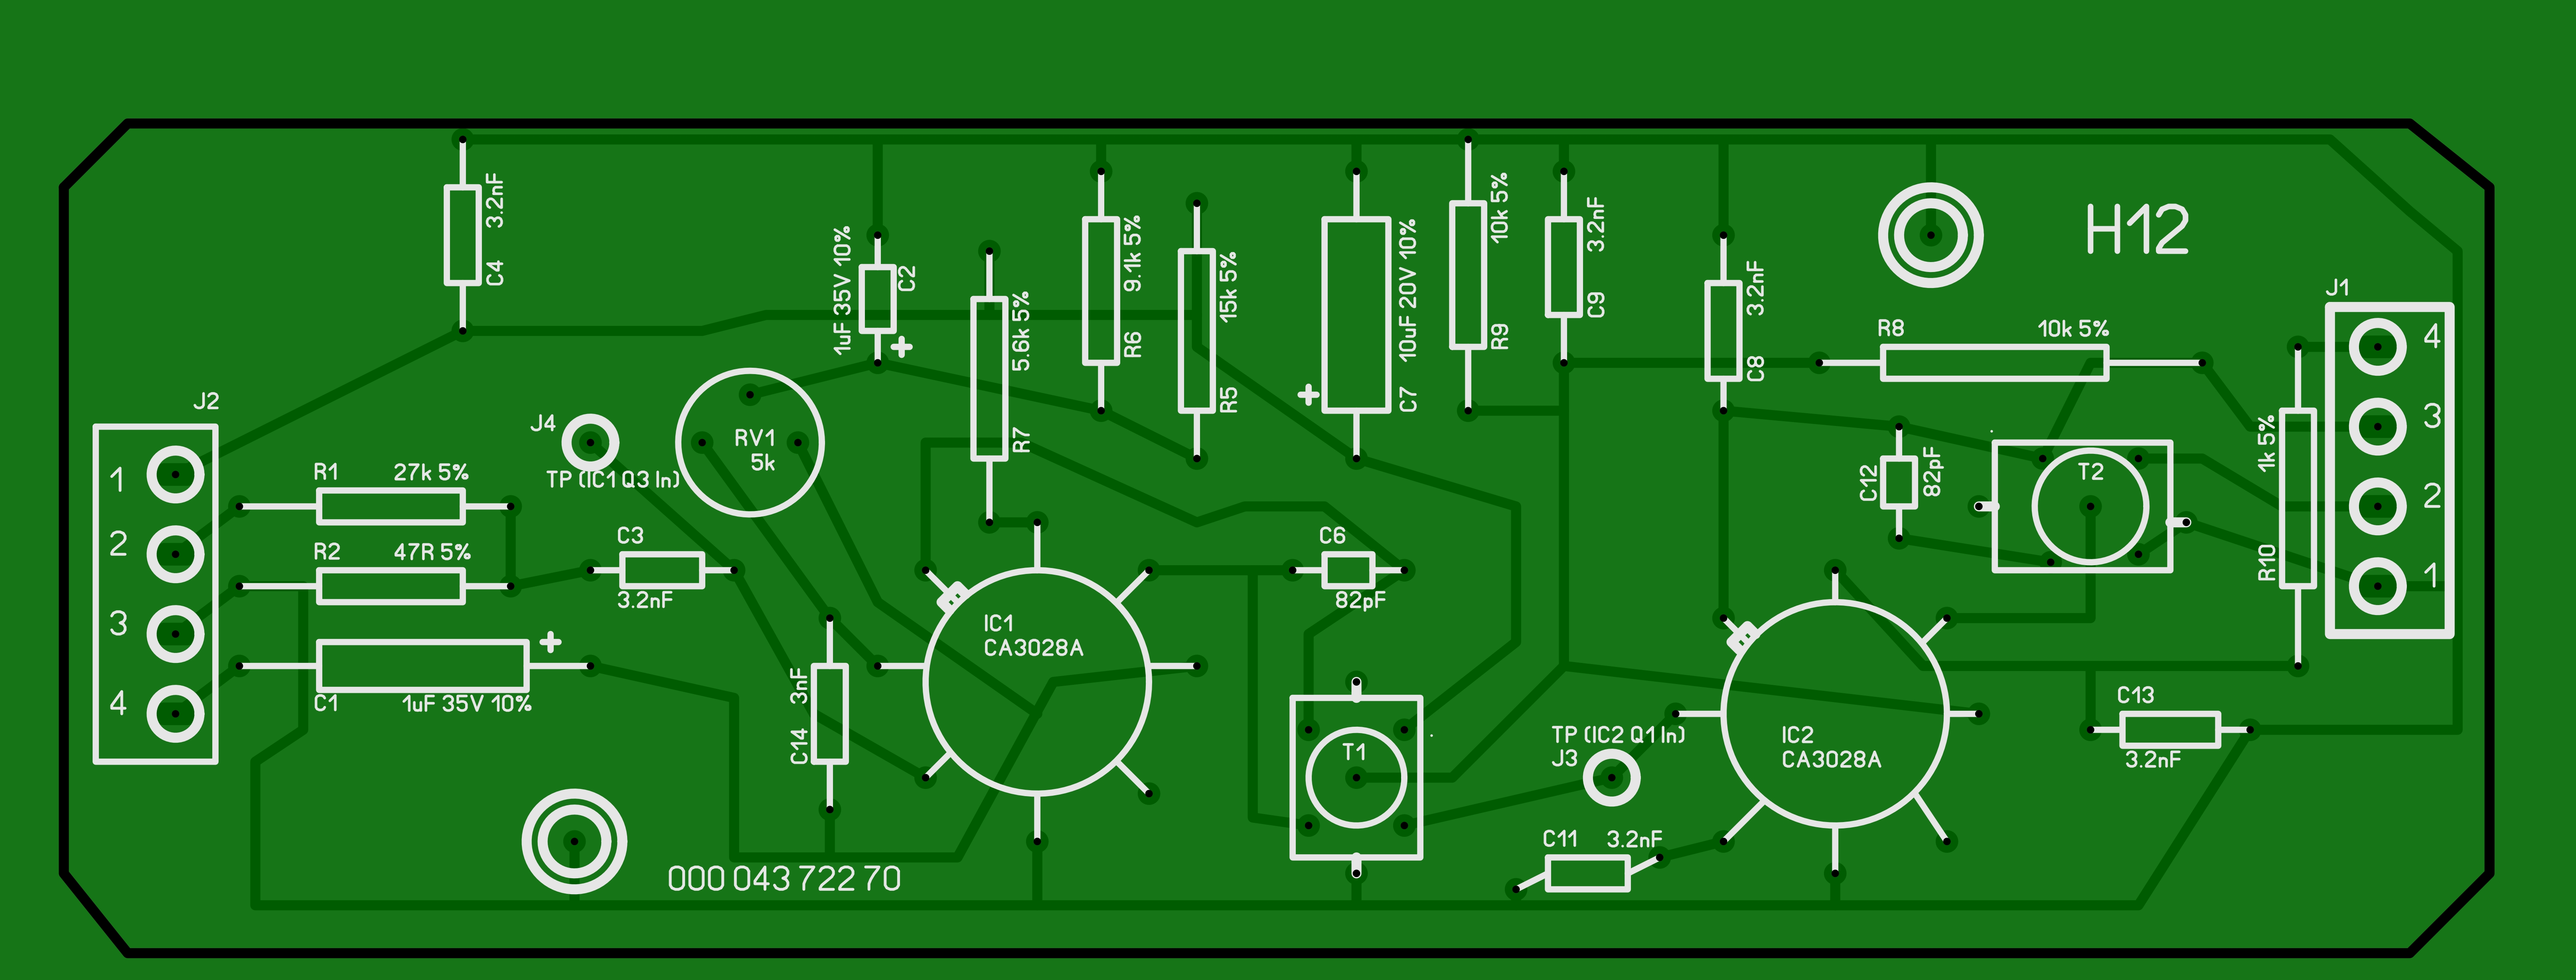 H12
3.2nF
C4
1uF 35V 10%
C2
5.6k 5%
R7
9.1k 5%
R6
15k 5%
R5
10uF 20V 10%
C7
10k 5%
R9
3.2nF
C9
3.2nF
C8
R8 10k 5%
J1
4
3
2
1
1k 5%
R10
J2
1
2
3
4
J4
TP (IC1 Q3 In)
RV1
5k
R1 27k 5%
R2 47R 5%
C3
3.2nF
C1 1uF 35V 10%
3nF
C14
IC1
CA3028A
C6
82pF
C12
82pF
T2
T1
TP (IC2 Q1 In)
J3
IC2
CA3028A
C13
3.2nF
C11 3.2nF
000 043 722 70